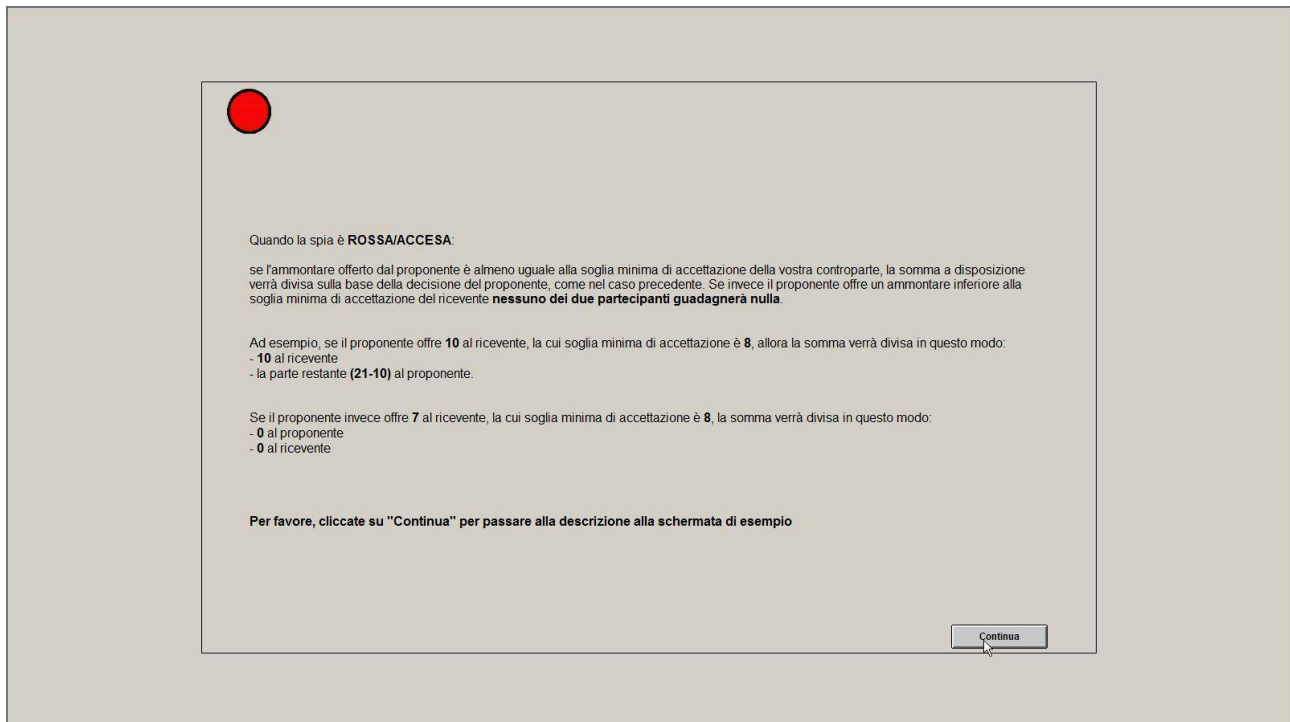 Quando la spia è ROSSA/ACCESA:
se l'ammontare offerto dal proponente è almeno uguale alla soglia minima di accettazione della vostra controparte, la somma a disposizione
verrà divisa sulla base della decisione del proponente, come nel caso precedente. Se invece il proponente offre un ammontare inferiore alla
soglia minima di accettazione del ricevente nessuno dei due partecipanti guadagnerà nulla.
Ad esempio, se il proponente offre 10 al ricevente, la cui soglia minima di accettazione è 8, allora la somma verrà divisa in questo modo:
- 10 al ricevente
- la parte restante (21-10) al proponente.
Se il proponente invece offre 7 al ricevente, la cui soglia minima di accettazione è 8, la somma verrà divisa in questo modo:
- 0 al proponente
- 0 al ricevente
Per favore, cliccate su "Continua" per passare alla descrizione alla schermata di esempio
Continua